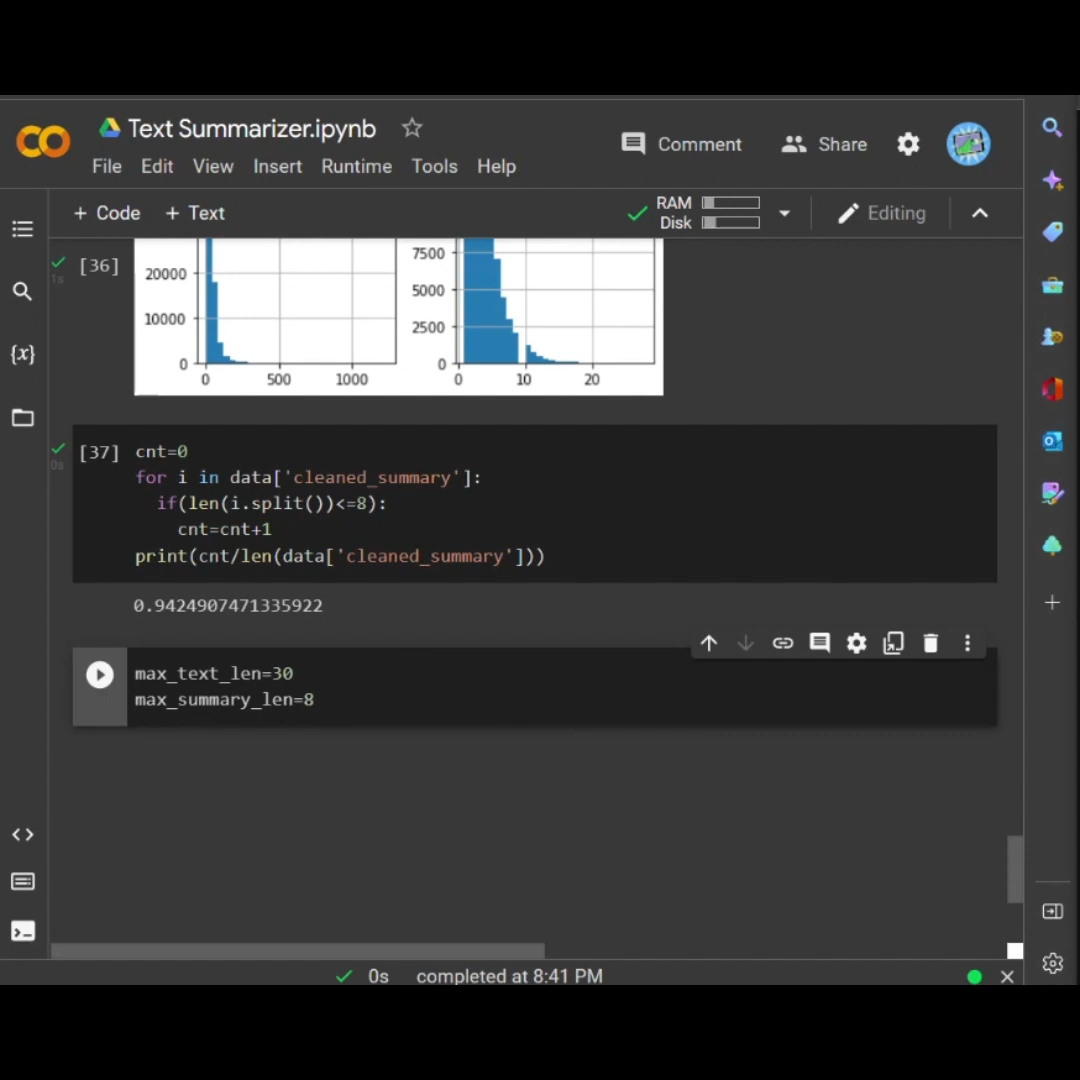 Text Summarizer.ipynb
File Edit View Insert Runtime Tools Help
Comment
Share
+ Code + Text
RAM
Disk
Editing
1s
[36]
20000
10000
0
0 500 1000
7500
5000
2500
0
0 10 20
0s
[37] cnt=0
for i in data['cleaned_summary']:
if(len(i.split())<=8):
cnt=cnt+1
print(cnt/len(data['cleaned_summary']))
0.9424907471335922
max_text_len=30
max_summary_len=8
{x}
0s completed at 8:41 PM